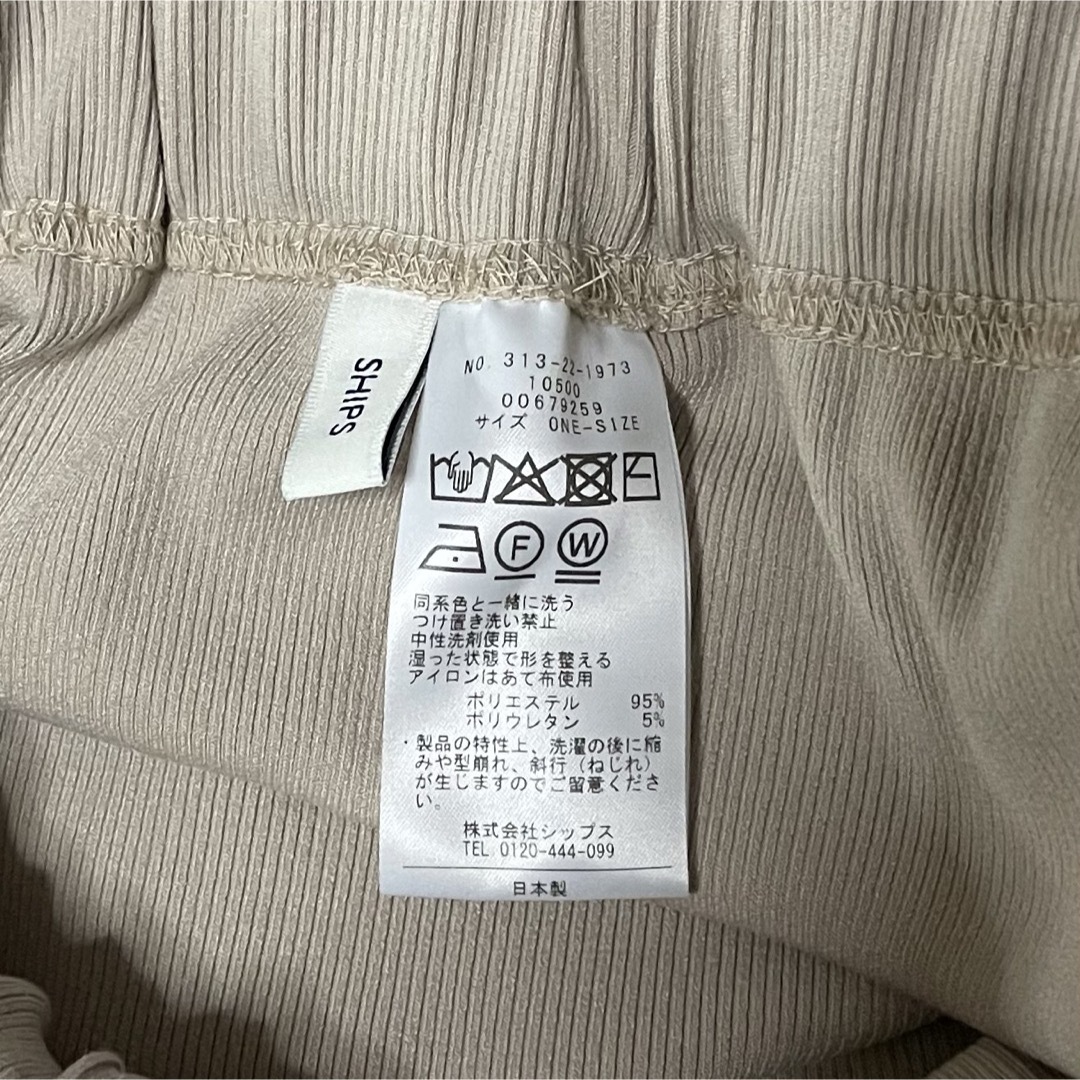 SHIPS
NO. 313-22-1973
10500
00679259
サイズ ONE-SIZE
F W
同系色と一緒に洗う
つけ置き洗い禁止
中性洗剤使用
湿った状態で形を整える
アイロンはあて布使用
ポリエステル 95%
ポリウレタン 5%
・製品の特性上、洗濯の後に縮
みや型崩れ、斜行（ねじれ）
が生じますのでご留意くださ
い。
株式会社シップス
TEL 0120-444-099
日本製